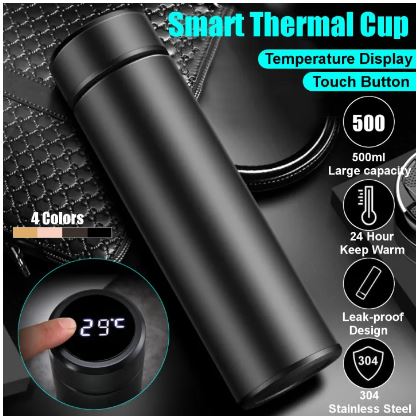 Smart Thermal Cup
Temperature Display
Touch Button
500
500ml
Large capacity
24 Hour
Keep Warm
Leak-proof
Design
304
304
Stainless Steel
4 Colors
29°C